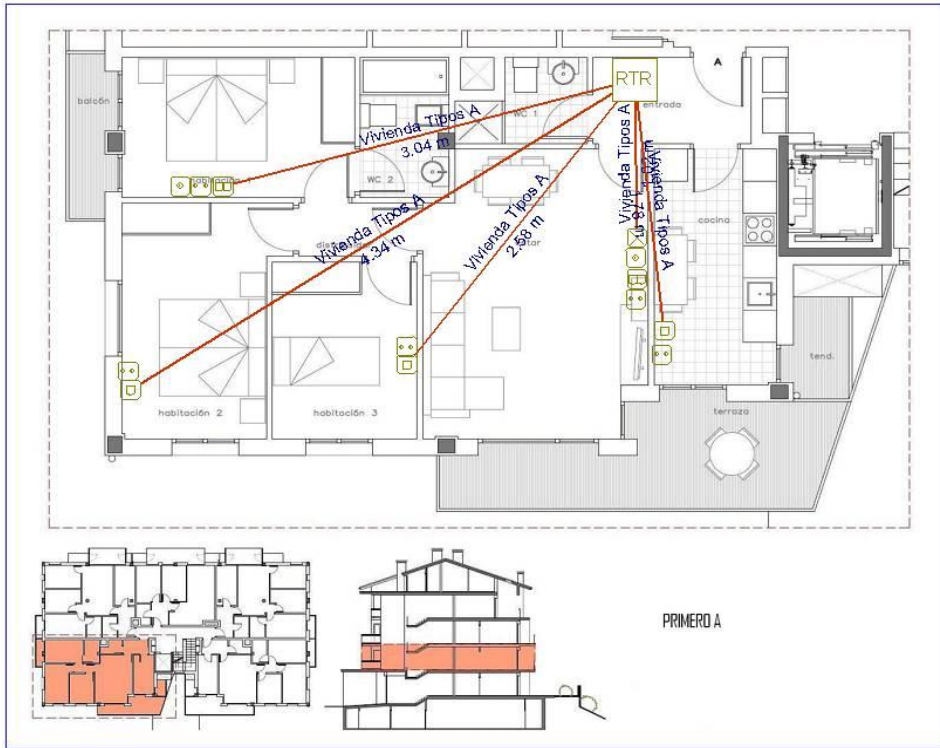 A
RTR
balcón
WC 1
entrada
Vivienda Tipos A
3.04 m
WC 2
cocina
Vivienda Tipos A
4.34 m
Vivienda Tipos A
2.58 m
Vivienda Tipos A
Vivienda Tipos A
tend.
habitación 2
habitación 3
terraza
PRIMERO A